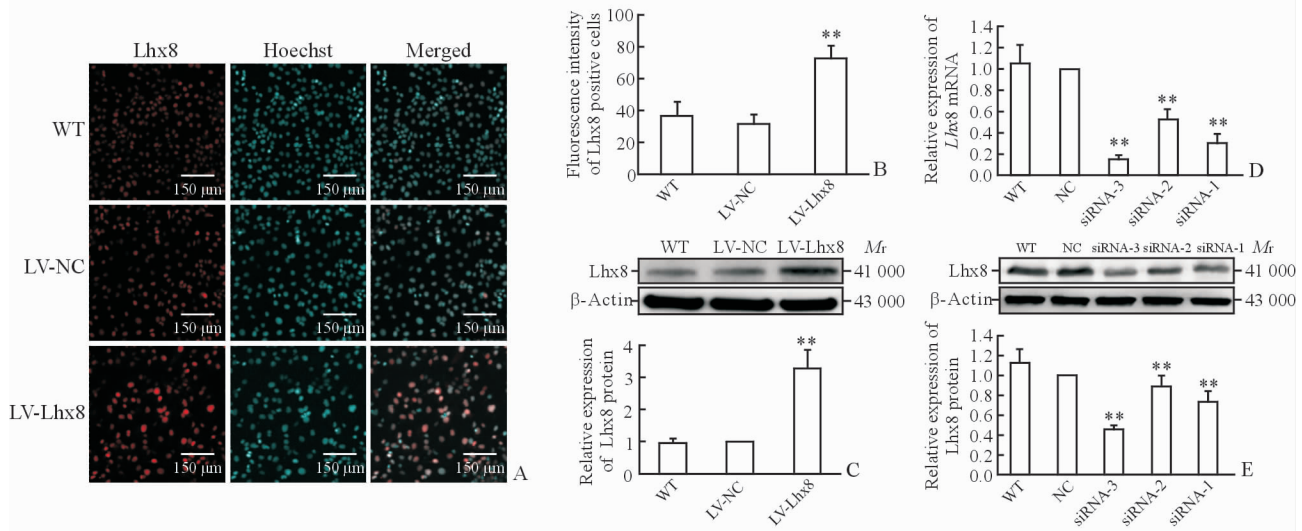 Lhx8 Hoechst Merged
WT
150 μm 150 μm 150 μm
LV-NC
150 μm 150 μm 150 μm
LV-Lhx8
150 μm 150 μm 150 μm
A
Fluorescence intensity
of Lhx8 positive cells
100
80
60
40
20
0
**
WT LV-NC LV-Lhx8
B
WT LV-NC LV-Lhx8 Mr
Lhx8 41 000
β-Actin 43 000
Relative expression
of Lhx8 protein
4
3
2
1
0
**
WT LV-NC LV-Lhx8
C
Relative expression of
Lhx8 mRNA
1.4
1.2
1.0
0.8
0.6
0.4
0.2
0
** ** **
WT NC siRNA-3 siRNA-2 siRNA-1
D
WT NC siRNA-3 siRNA-2 siRNA-1 Mr
Lhx8 41 000
β-Actin 43 000
Relative expression of
Lhx8 protein
1.4
1.2
1.0
0.8
0.6
0.4
0.2
0
** ** **
WT NC siRNA-3 siRNA-2 siRNA-1
E